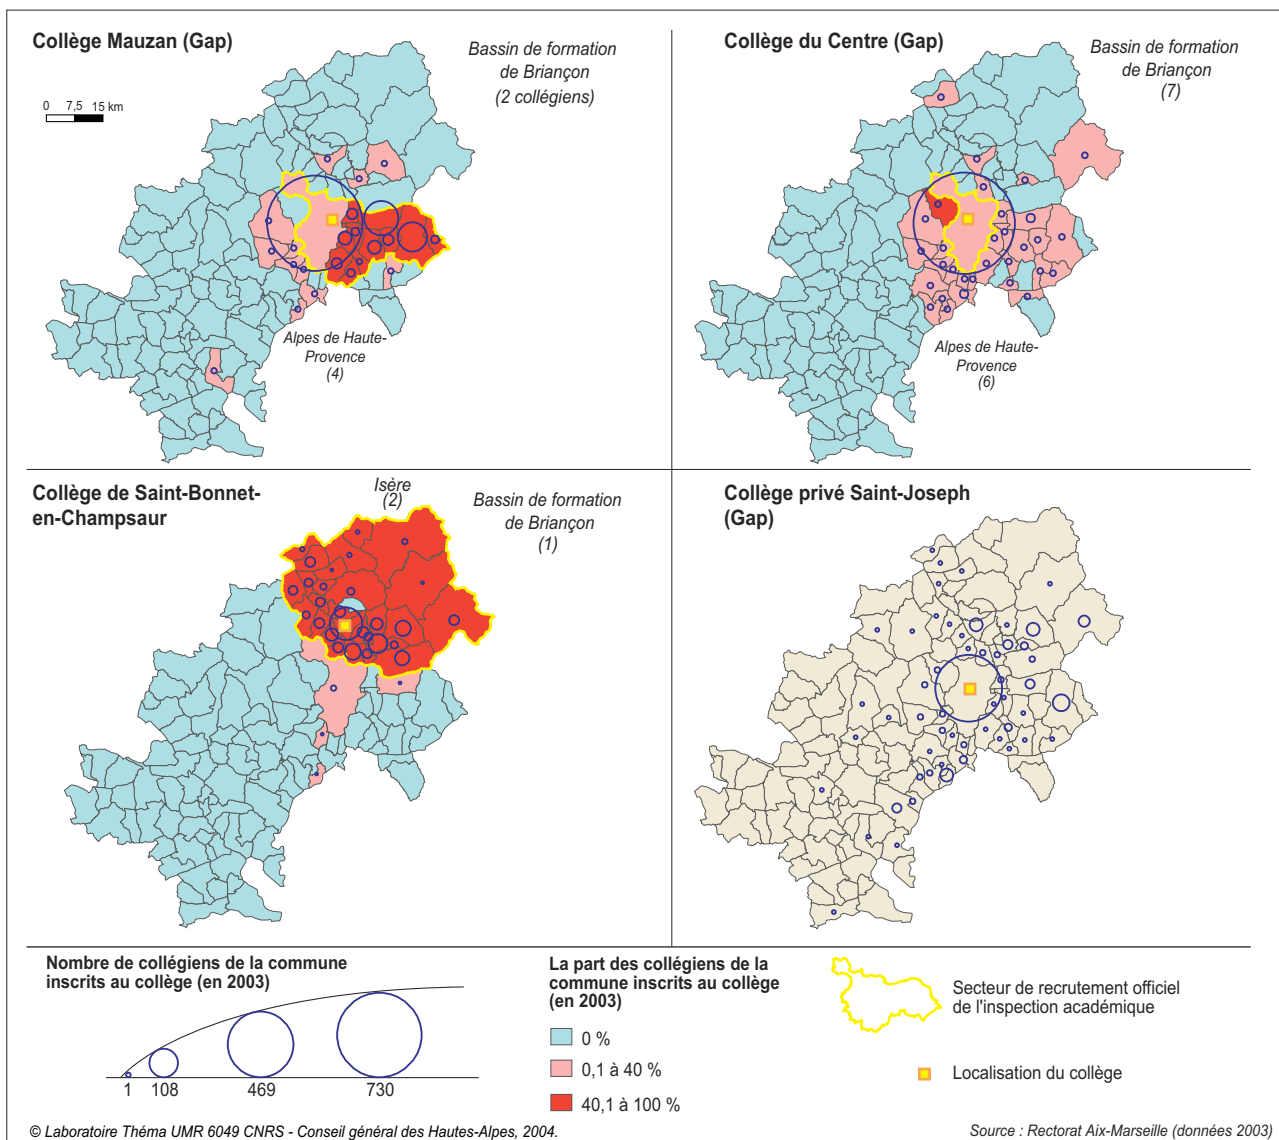 Collège Mauzan (Gap)
Bassin de formation
de Briançon
(2 collégiens)
0 7,5 15 km
Alpes de Haute-
Provence
(4)
Collège du Centre (Gap)
Bassin de formation
de Briançon
(7)
Alpes de Haute-
Provence
(6)
Collège de Saint-Bonnet-
en-Champsaur
Isère
(2)
Bassin de formation
de Briançon
(1)
Collège privé Saint-Joseph
(Gap)
Nombre de collégiens de la commune
inscrits au collège (en 2003)
1 108 469 730
La part des collégiens de la
commune inscrits au collège
(en 2003)
0 %
0,1 à 40 %
40,1 à 100 %
Secteur de recrutement officiel
de l'inspection académique
Localisation du collège
© Laboratoire Théma UMR 6049 CNRS - Conseil général des Hautes-Alpes, 2004.
Source : Rectorat Aix-Marseille (données 2003)